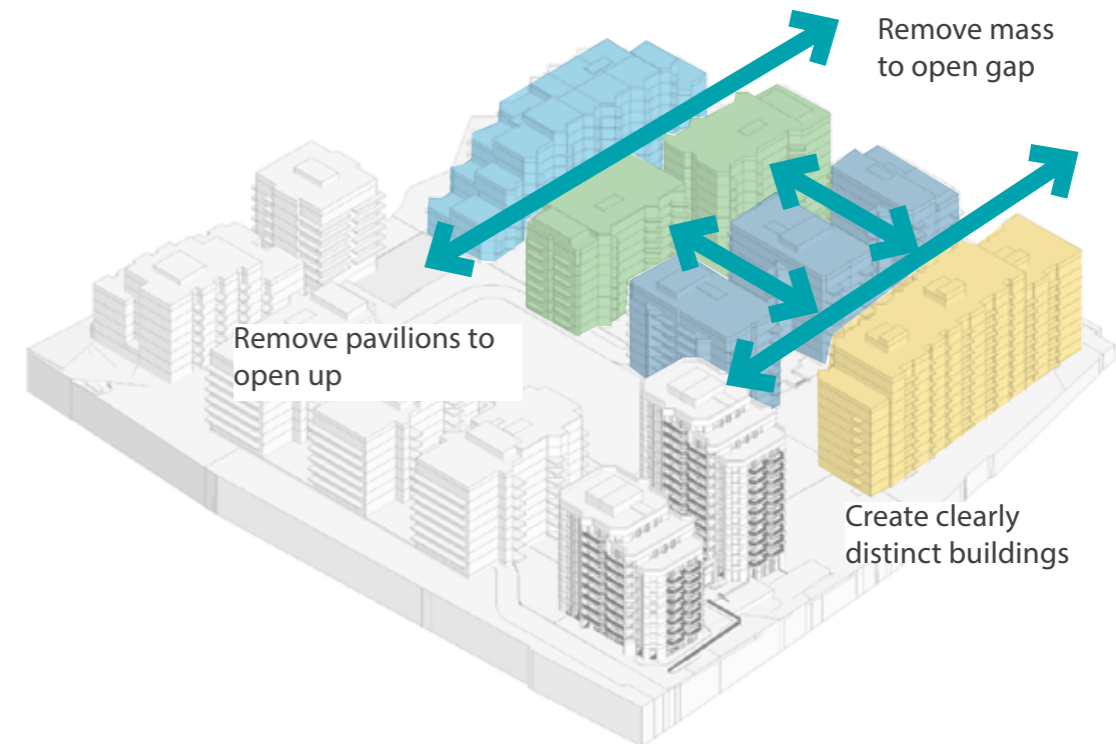 Remove mass
to open gap
Remove pavilions to
open up
Create clearly
distinct buildings